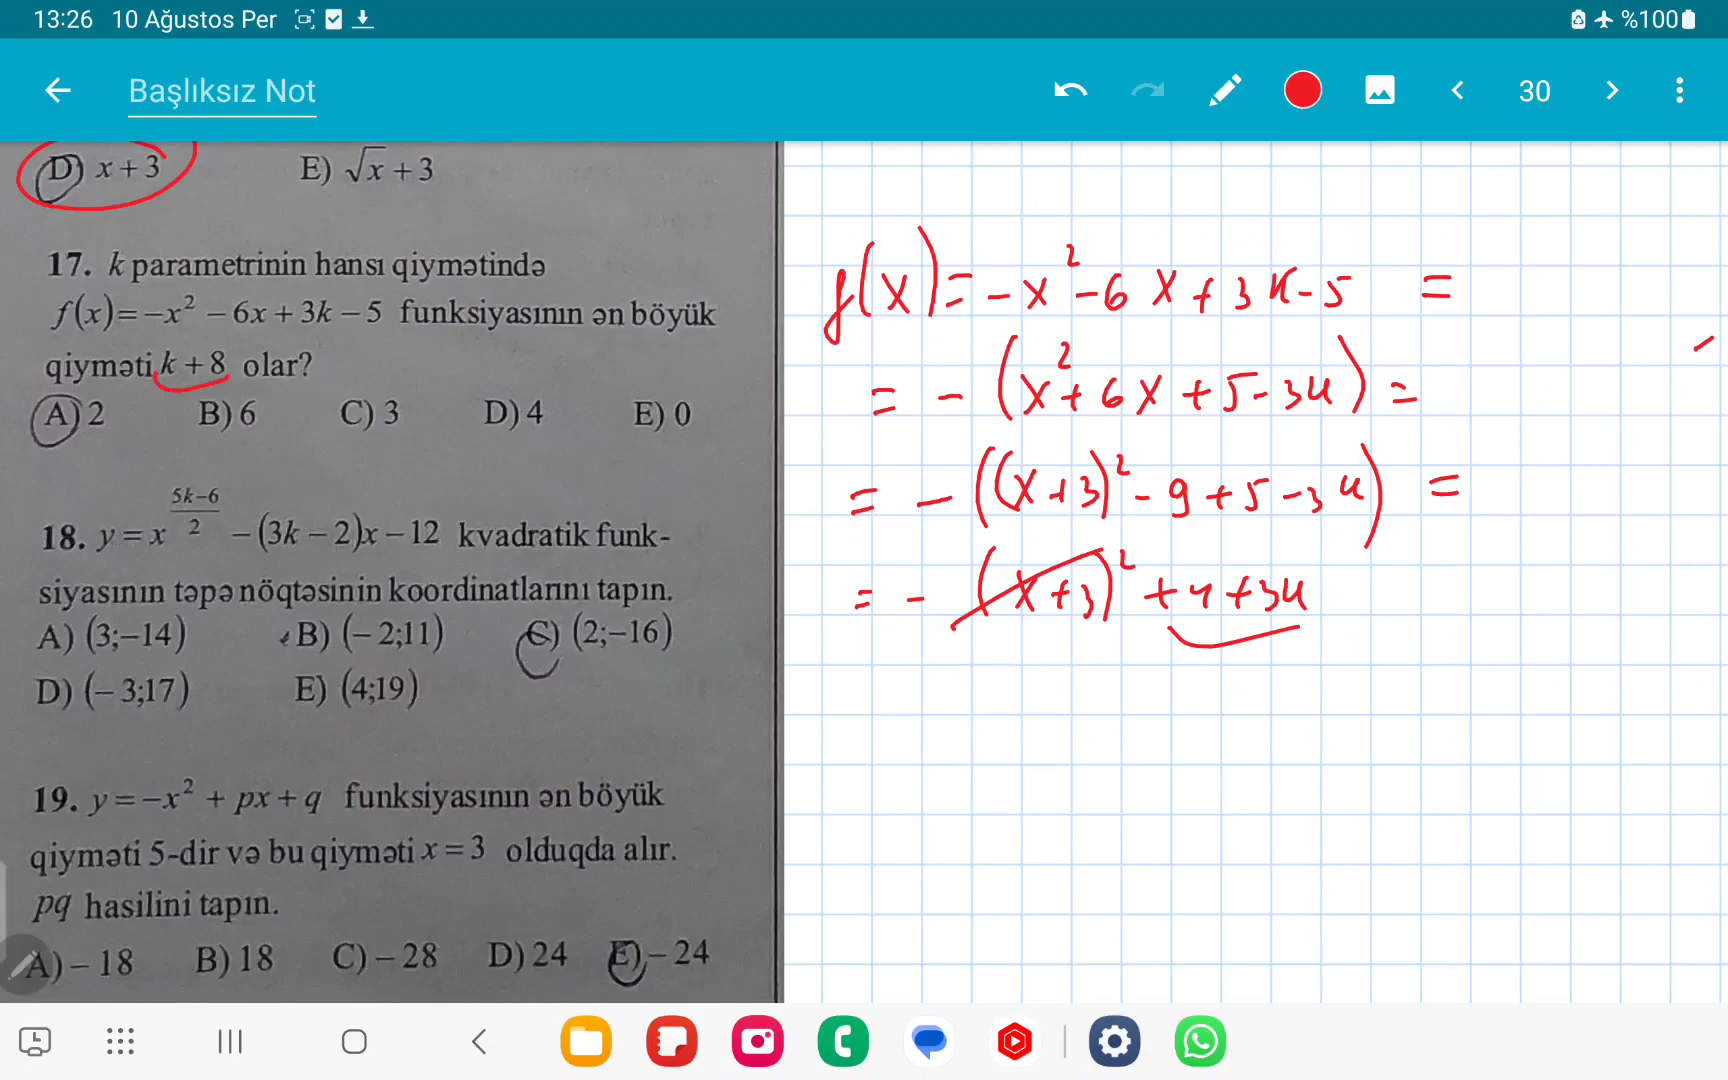 13:26 10 Ağustos Per %100
Başlıksız Not 30
D) x + 3 E) √x + 3
17. k parametrinin hansı qiymətində
f(x)=−x² − 6x + 3k − 5 funksiyasının ən böyük
qiyməti k + 8 olar?
A) 2 B) 6 C) 3 D) 4 E) 0
18. y = x^((5k−6)/2) − (3k − 2)x − 12 kvadratik funk-
siyasının təpə nöqtəsinin koordinatlarını tapın.
A) (3;−14) B) (− 2;11) C) (2;−16)
D) (− 3;17) E) (4;19)
19. y = −x² + px + q funksiyasının ən böyük
qiyməti 5-dir və bu qiyməti x = 3 olduqda alır.
pq hasilini tapın.
A) − 18 B) 18 C) − 28 D) 24 E) − 24
f(x) = −x² −6x + 3k − 5 =
= − (x² + 6x + 5 − 3k) =
= − ((x+3)² − 9 + 5 − 3k) =
= − (x+3)² + 4 + 3k